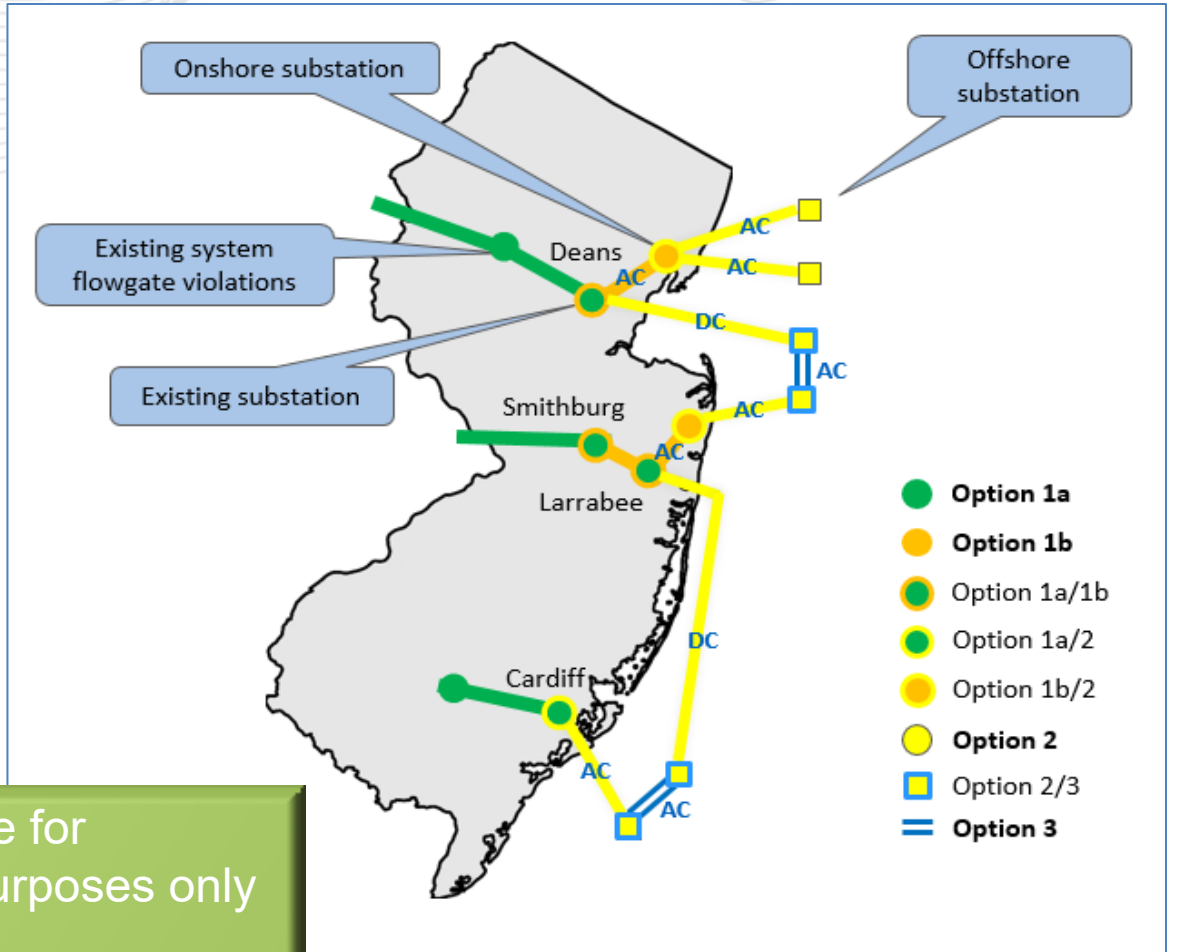 Onshore substation
Offshore
substation
Existing system
flowgate violations
Existing substation
Deans
AC
AC
AC
DC
AC
AC
Smithburg
AC
Larrabee
DC
Cardiff
AC
AC
Option 1a
Option 1b
Option 1a/1b
Option 1a/2
Option 1b/2
Option 2
Option 2/3
Option 3
e for
urposes only